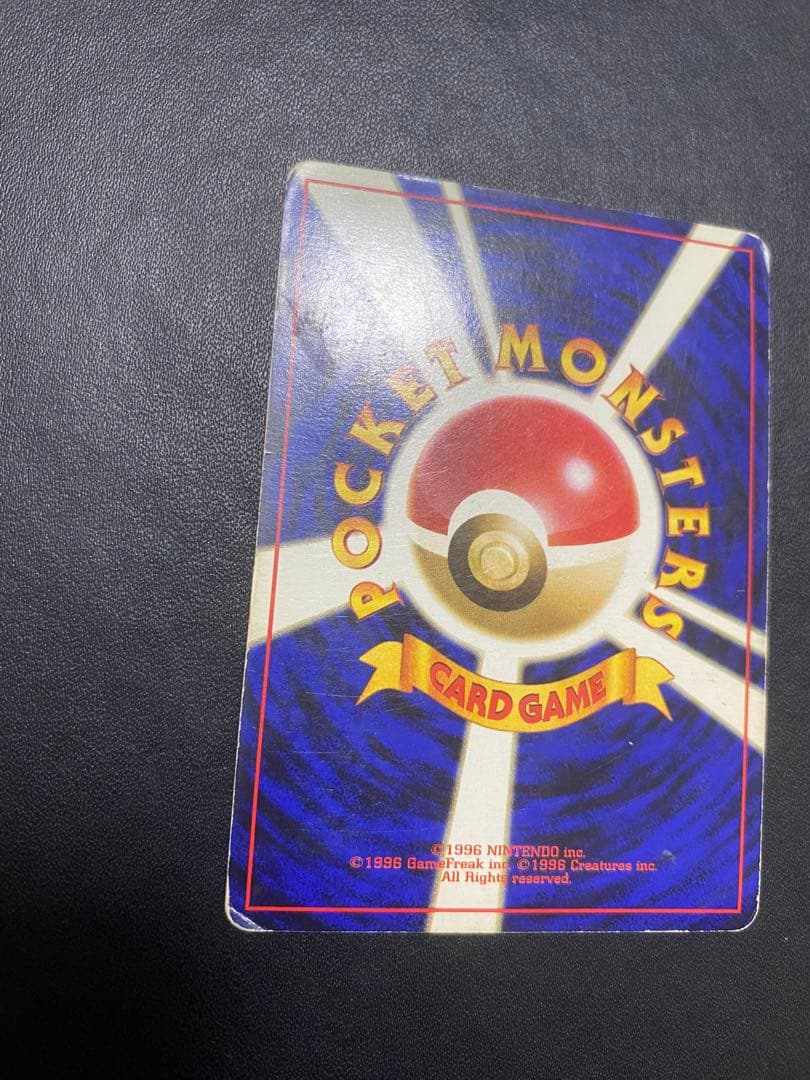 POCKET MONSTERS
CARD GAME
©1996 NINTENDO inc.
©1996 GameFreak inc. ©1996 Creatures inc.
All Rights reserved.